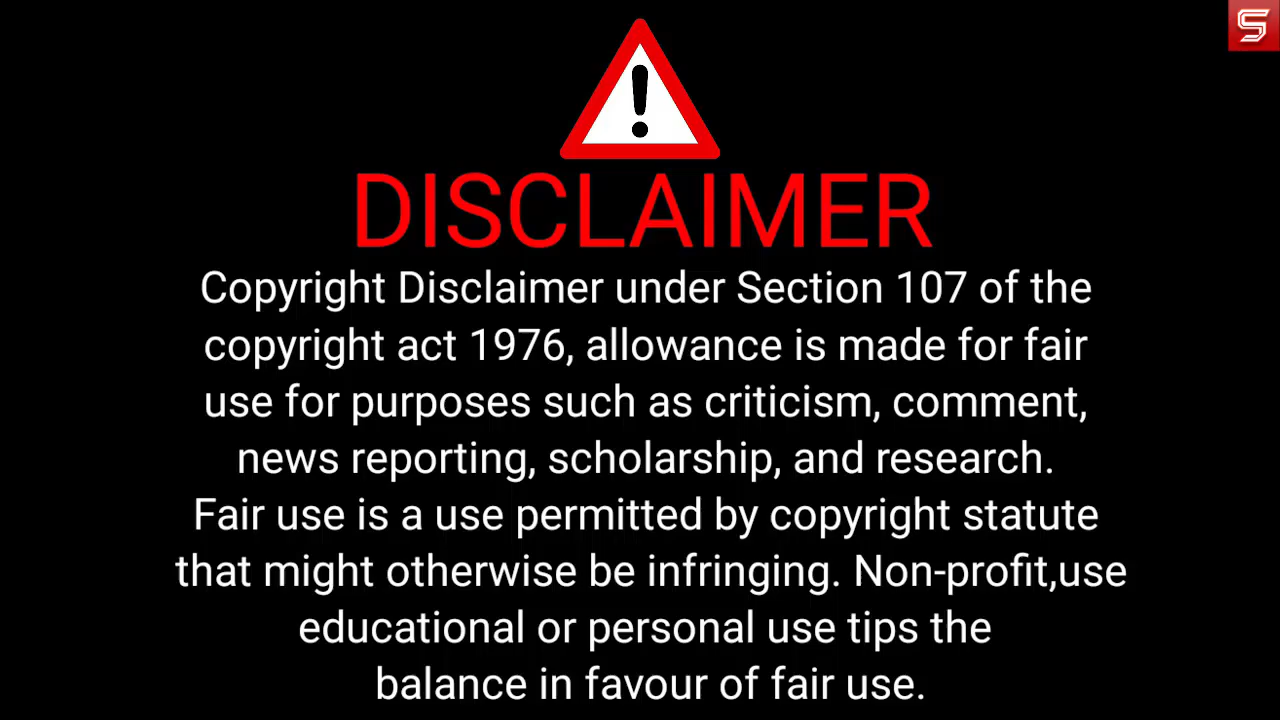 S
DISCLAIMER
Copyright Disclaimer under Section 107 of the
copyright act 1976, allowance is made for fair
use for purposes such as criticism, comment,
news reporting, scholarship, and research.
Fair use is a use permitted by copyright statute
that might otherwise be infringing. Non-profit,use
educational or personal use tips the
balance in favour of fair use.